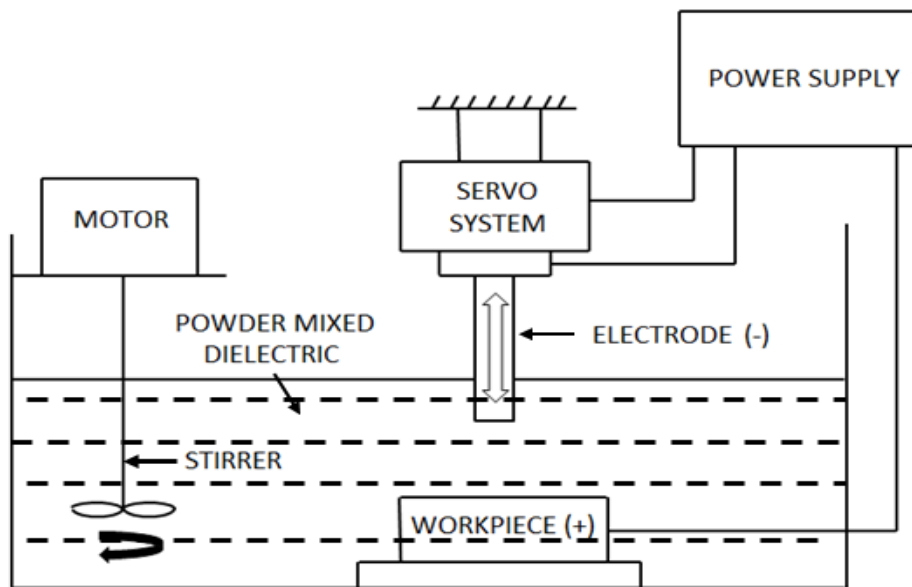 POWER SUPPLY
SERVO
SYSTEM
MOTOR
POWDER MIXED
DIELECTRIC
ELECTRODE (-)
STIRRER
WORKPIECE (+)